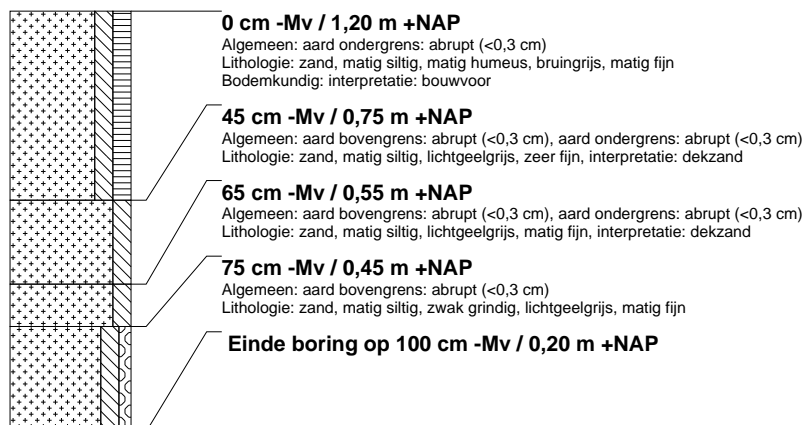 0 cm -Mv / 1,20 m +NAP
Algemeen: aard ondergrens: abrupt (<0,3 cm)
Lithologie: zand, matig siltig, matig humeus, bruingrijs, matig fijn
Bodemkundig: interpretatie: bouwvoor
45 cm -Mv / 0,75 m +NAP
Algemeen: aard bovengrens: abrupt (<0,3 cm), aard ondergrens: abrupt (<0,3 cm)
Lithologie: zand, matig siltig, lichtgeelgrijs, zeer fijn, interpretatie: dekzand
65 cm -Mv / 0,55 m +NAP
Algemeen: aard bovengrens: abrupt (<0,3 cm), aard ondergrens: abrupt (<0,3 cm)
Lithologie: zand, matig siltig, lichtgeelgrijs, matig fijn, interpretatie: dekzand
75 cm -Mv / 0,45 m +NAP
Algemeen: aard bovengrens: abrupt (<0,3 cm)
Lithologie: zand, matig siltig, zwak grindig, lichtgeelgrijs, matig fijn
Einde boring op 100 cm -Mv / 0,20 m +NAP